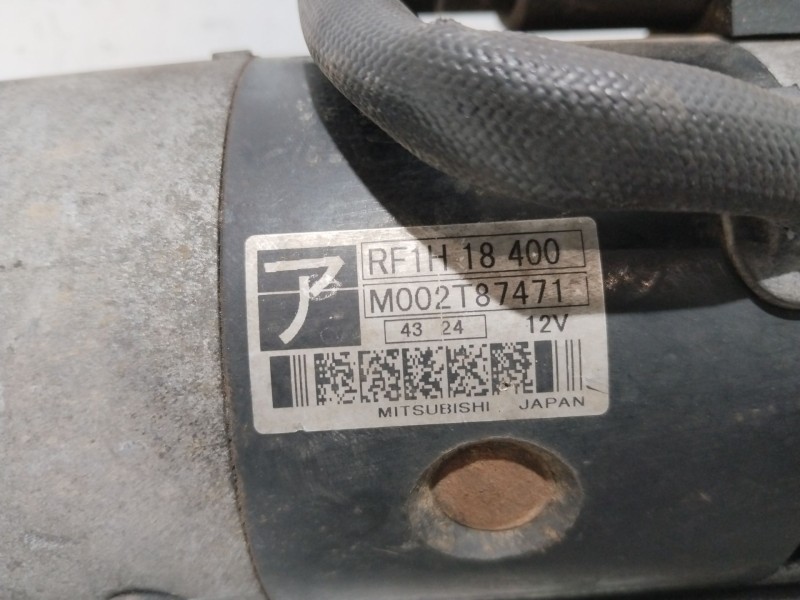 ア
RF1H 18 400
M002T87471
43 24 12V
MITSUBISHI JAPAN